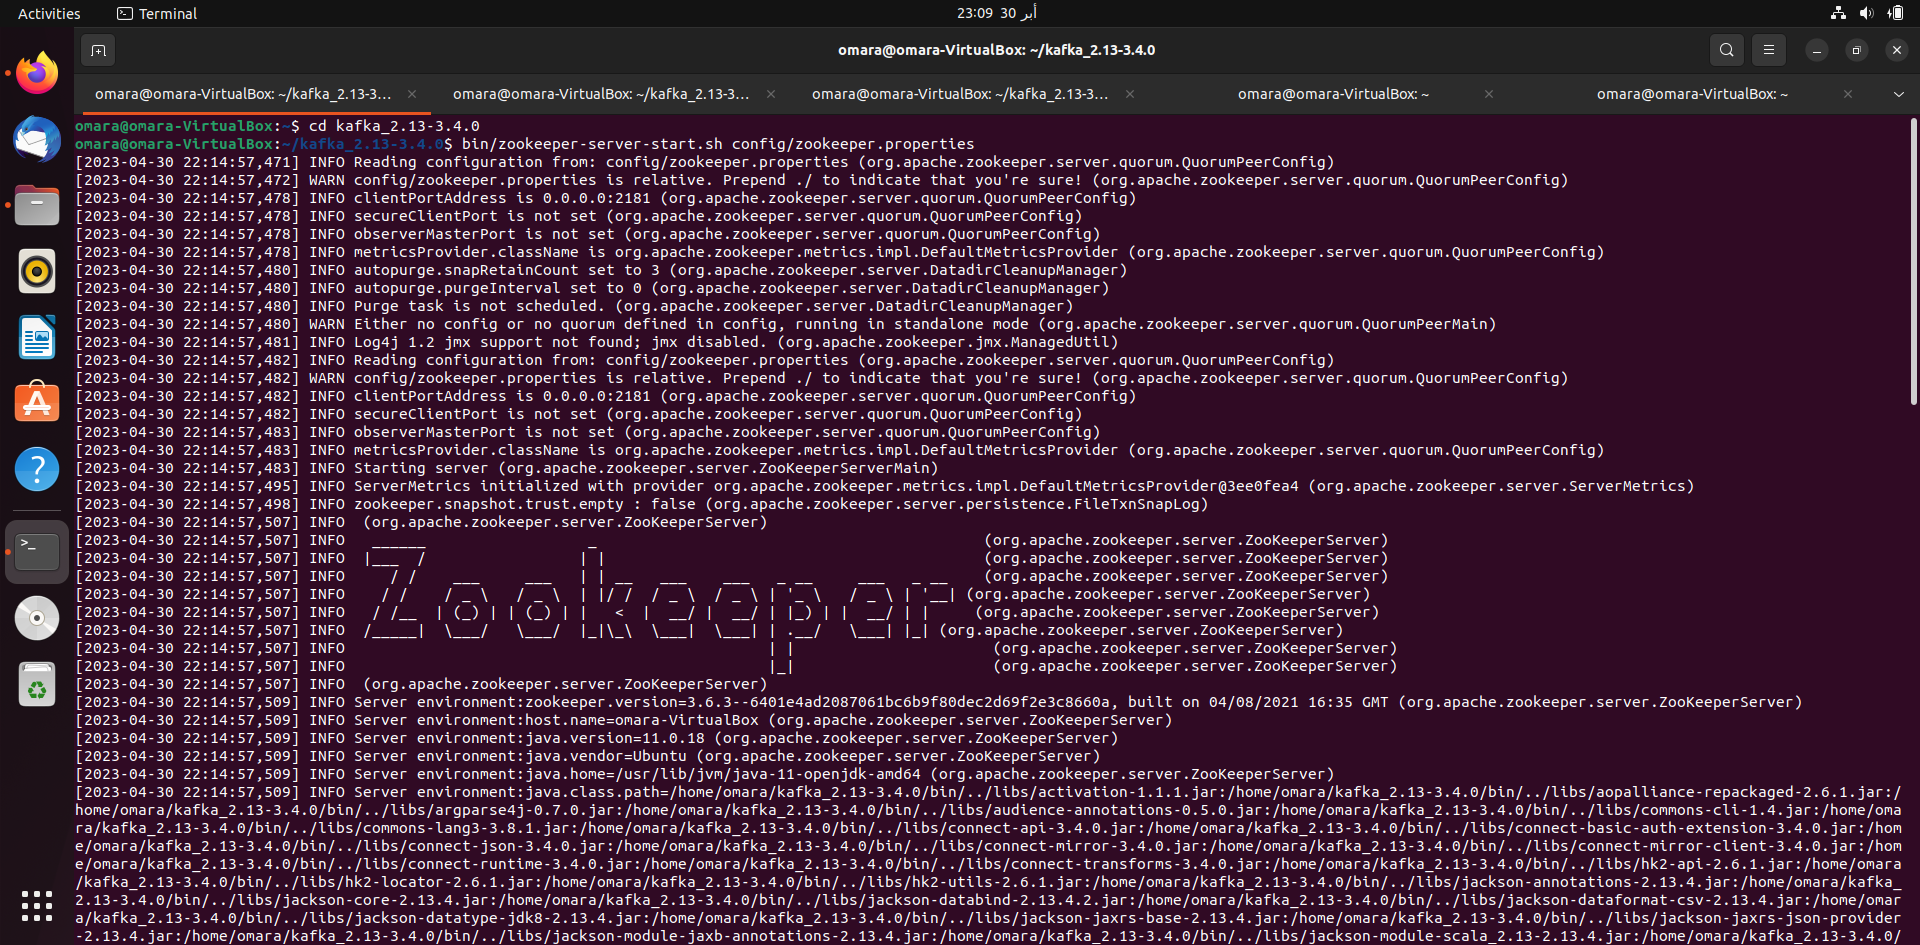 Activities
Terminal
23:09 30 أبر
omara@omara-VirtualBox: ~/kafka_2.13-3.4.0
omara@omara-VirtualBox: ~/kafka_2.13-3...
omara@omara-VirtualBox: ~/kafka_2.13-3...
omara@omara-VirtualBox: ~/kafka_2.13-3...
omara@omara-VirtualBox: ~
omara@omara-VirtualBox: ~
omara@omara-VirtualBox:~$ cd kafka_2.13-3.4.0
omara@omara-VirtualBox:~/kafka_2.13-3.4.0$ bin/zookeeper-server-start.sh config/zookeeper.properties
[2023-04-30 22:14:57,471] INFO Reading configuration from: config/zookeeper.properties (org.apache.zookeeper.server.quorum.QuorumPeerConfig)
[2023-04-30 22:14:57,472] WARN config/zookeeper.properties is relative. Prepend ./ to indicate that you're sure! (org.apache.zookeeper.server.quorum.QuorumPeerConfig)
[2023-04-30 22:14:57,478] INFO clientPortAddress is 0.0.0.0:2181 (org.apache.zookeeper.server.quorum.QuorumPeerConfig)
[2023-04-30 22:14:57,478] INFO secureClientPort is not set (org.apache.zookeeper.server.quorum.QuorumPeerConfig)
[2023-04-30 22:14:57,478] INFO observerMasterPort is not set (org.apache.zookeeper.server.quorum.QuorumPeerConfig)
[2023-04-30 22:14:57,478] INFO metricsProvider.className is org.apache.zookeeper.metrics.impl.DefaultMetricsProvider (org.apache.zookeeper.server.quorum.QuorumPeerConfig)
[2023-04-30 22:14:57,480] INFO autopurge.snapRetainCount set to 3 (org.apache.zookeeper.server.DatadirCleanupManager)
[2023-04-30 22:14:57,480] INFO autopurge.purgeInterval set to 0 (org.apache.zookeeper.server.DatadirCleanupManager)
[2023-04-30 22:14:57,480] INFO Purge task is not scheduled. (org.apache.zookeeper.server.DatadirCleanupManager)
[2023-04-30 22:14:57,480] WARN Either no config or no quorum defined in config, running in standalone mode (org.apache.zookeeper.server.quorum.QuorumPeerMain)
[2023-04-30 22:14:57,481] INFO Log4j 1.2 jmx support not found; jmx disabled. (org.apache.zookeeper.jmx.ManagedUtil)
[2023-04-30 22:14:57,482] INFO Reading configuration from: config/zookeeper.properties (org.apache.zookeeper.server.quorum.QuorumPeerConfig)
[2023-04-30 22:14:57,482] WARN config/zookeeper.properties is relative. Prepend ./ to indicate that you're sure! (org.apache.zookeeper.server.quorum.QuorumPeerConfig)
[2023-04-30 22:14:57,482] INFO clientPortAddress is 0.0.0.0:2181 (org.apache.zookeeper.server.quorum.QuorumPeerConfig)
[2023-04-30 22:14:57,482] INFO secureClientPort is not set (org.apache.zookeeper.server.quorum.QuorumPeerConfig)
[2023-04-30 22:14:57,483] INFO observerMasterPort is not set (org.apache.zookeeper.server.quorum.QuorumPeerConfig)
[2023-04-30 22:14:57,483] INFO metricsProvider.className is org.apache.zookeeper.metrics.impl.DefaultMetricsProvider (org.apache.zookeeper.server.quorum.QuorumPeerConfig)
[2023-04-30 22:14:57,483] INFO Starting server (org.apache.zookeeper.server.ZooKeeperServerMain)
[2023-04-30 22:14:57,495] INFO ServerMetrics initialized with provider org.apache.zookeeper.metrics.impl.DefaultMetricsProvider@3ee0fea4 (org.apache.zookeeper.server.ServerMetrics)
[2023-04-30 22:14:57,498] INFO zookeeper.snapshot.trust.empty : false (org.apache.zookeeper.server.persistence.FileTxnSnapLog)
[2023-04-30 22:14:57,507] INFO  (org.apache.zookeeper.server.ZooKeeperServer)
[2023-04-30 22:14:57,507] INFO   ______                  _                                           (org.apache.zookeeper.server.ZooKeeperServer)
[2023-04-30 22:14:57,507] INFO  |___  /                 | |                                          (org.apache.zookeeper.server.ZooKeeperServer)
[2023-04-30 22:14:57,507] INFO     / /    ___     ___   | | __   ___    ___   _ __     ___   _ __    (org.apache.zookeeper.server.ZooKeeperServer)
[2023-04-30 22:14:57,507] INFO    / /    / _ \   / _ \  | |/ /  / _ \  / _ \ | '_ \   / _ \ | '__| (org.apache.zookeeper.server.ZooKeeperServer)
[2023-04-30 22:14:57,507] INFO   / /__  | (_) | | (_) | |   <  |  __/ |  __/ | |_) | |  __/ | |     (org.apache.zookeeper.server.ZooKeeperServer)
[2023-04-30 22:14:57,507] INFO  /_____|  \___/   \___/  |_|\_\  \___|  \___| | .__/   \___| |_| (org.apache.zookeeper.server.ZooKeeperServer)
[2023-04-30 22:14:57,507] INFO                                               | |                      (org.apache.zookeeper.server.ZooKeeperServer)
[2023-04-30 22:14:57,507] INFO                                               |_|                      (org.apache.zookeeper.server.ZooKeeperServer)
[2023-04-30 22:14:57,507] INFO  (org.apache.zookeeper.server.ZooKeeperServer)
[2023-04-30 22:14:57,509] INFO Server environment:zookeeper.version=3.6.3--6401e4ad2087061bc6b9f80dec2d69f2e3c8660a, built on 04/08/2021 16:35 GMT (org.apache.zookeeper.server.ZooKeeperServer)
[2023-04-30 22:14:57,509] INFO Server environment:host.name=omara-VirtualBox (org.apache.zookeeper.server.ZooKeeperServer)
[2023-04-30 22:14:57,509] INFO Server environment:java.version=11.0.18 (org.apache.zookeeper.server.ZooKeeperServer)
[2023-04-30 22:14:57,509] INFO Server environment:java.vendor=Ubuntu (org.apache.zookeeper.server.ZooKeeperServer)
[2023-04-30 22:14:57,509] INFO Server environment:java.home=/usr/lib/jvm/java-11-openjdk-amd64 (org.apache.zookeeper.server.ZooKeeperServer)
[2023-04-30 22:14:57,509] INFO Server environment:java.class.path=/home/omara/kafka_2.13-3.4.0/bin/../libs/activation-1.1.1.jar:/home/omara/kafka_2.13-3.4.0/bin/../libs/aopalliance-repackaged-2.6.1.jar:/
home/omara/kafka_2.13-3.4.0/bin/../libs/argparse4j-0.7.0.jar:/home/omara/kafka_2.13-3.4.0/bin/../libs/audience-annotations-0.5.0.jar:/home/omara/kafka_2.13-3.4.0/bin/../libs/commons-cli-1.4.jar:/home/oma
ra/kafka_2.13-3.4.0/bin/../libs/commons-lang3-3.8.1.jar:/home/omara/kafka_2.13-3.4.0/bin/../libs/connect-api-3.4.0.jar:/home/omara/kafka_2.13-3.4.0/bin/../libs/connect-basic-auth-extension-3.4.0.jar:/hom
e/omara/kafka_2.13-3.4.0/bin/../libs/connect-json-3.4.0.jar:/home/omara/kafka_2.13-3.4.0/bin/../libs/connect-mirror-3.4.0.jar:/home/omara/kafka_2.13-3.4.0/bin/../libs/connect-mirror-client-3.4.0.jar:/hom
e/omara/kafka_2.13-3.4.0/bin/../libs/connect-runtime-3.4.0.jar:/home/omara/kafka_2.13-3.4.0/bin/../libs/connect-transforms-3.4.0.jar:/home/omara/kafka_2.13-3.4.0/bin/../libs/hk2-api-2.6.1.jar:/home/omara
/kafka_2.13-3.4.0/bin/../libs/hk2-locator-2.6.1.jar:/home/omara/kafka_2.13-3.4.0/bin/../libs/hk2-utils-2.6.1.jar:/home/omara/kafka_2.13-3.4.0/bin/../libs/jackson-annotations-2.13.4.jar:/home/omara/kafka_
2.13-3.4.0/bin/../libs/jackson-core-2.13.4.jar:/home/omara/kafka_2.13-3.4.0/bin/../libs/jackson-databind-2.13.4.2.jar:/home/omara/kafka_2.13-3.4.0/bin/../libs/jackson-dataformat-csv-2.13.4.jar:/home/omar
a/kafka_2.13-3.4.0/bin/../libs/jackson-datatype-jdk8-2.13.4.jar:/home/omara/kafka_2.13-3.4.0/bin/../libs/jackson-jaxrs-base-2.13.4.jar:/home/omara/kafka_2.13-3.4.0/bin/../libs/jackson-jaxrs-json-provider
-2.13.4.jar:/home/omara/kafka_2.13-3.4.0/bin/../libs/jackson-module-jaxb-annotations-2.13.4.jar:/home/omara/kafka_2.13-3.4.0/bin/../libs/jackson-module-scala_2.13-2.13.4.jar:/home/omara/kafka_2.13-3.4.0/